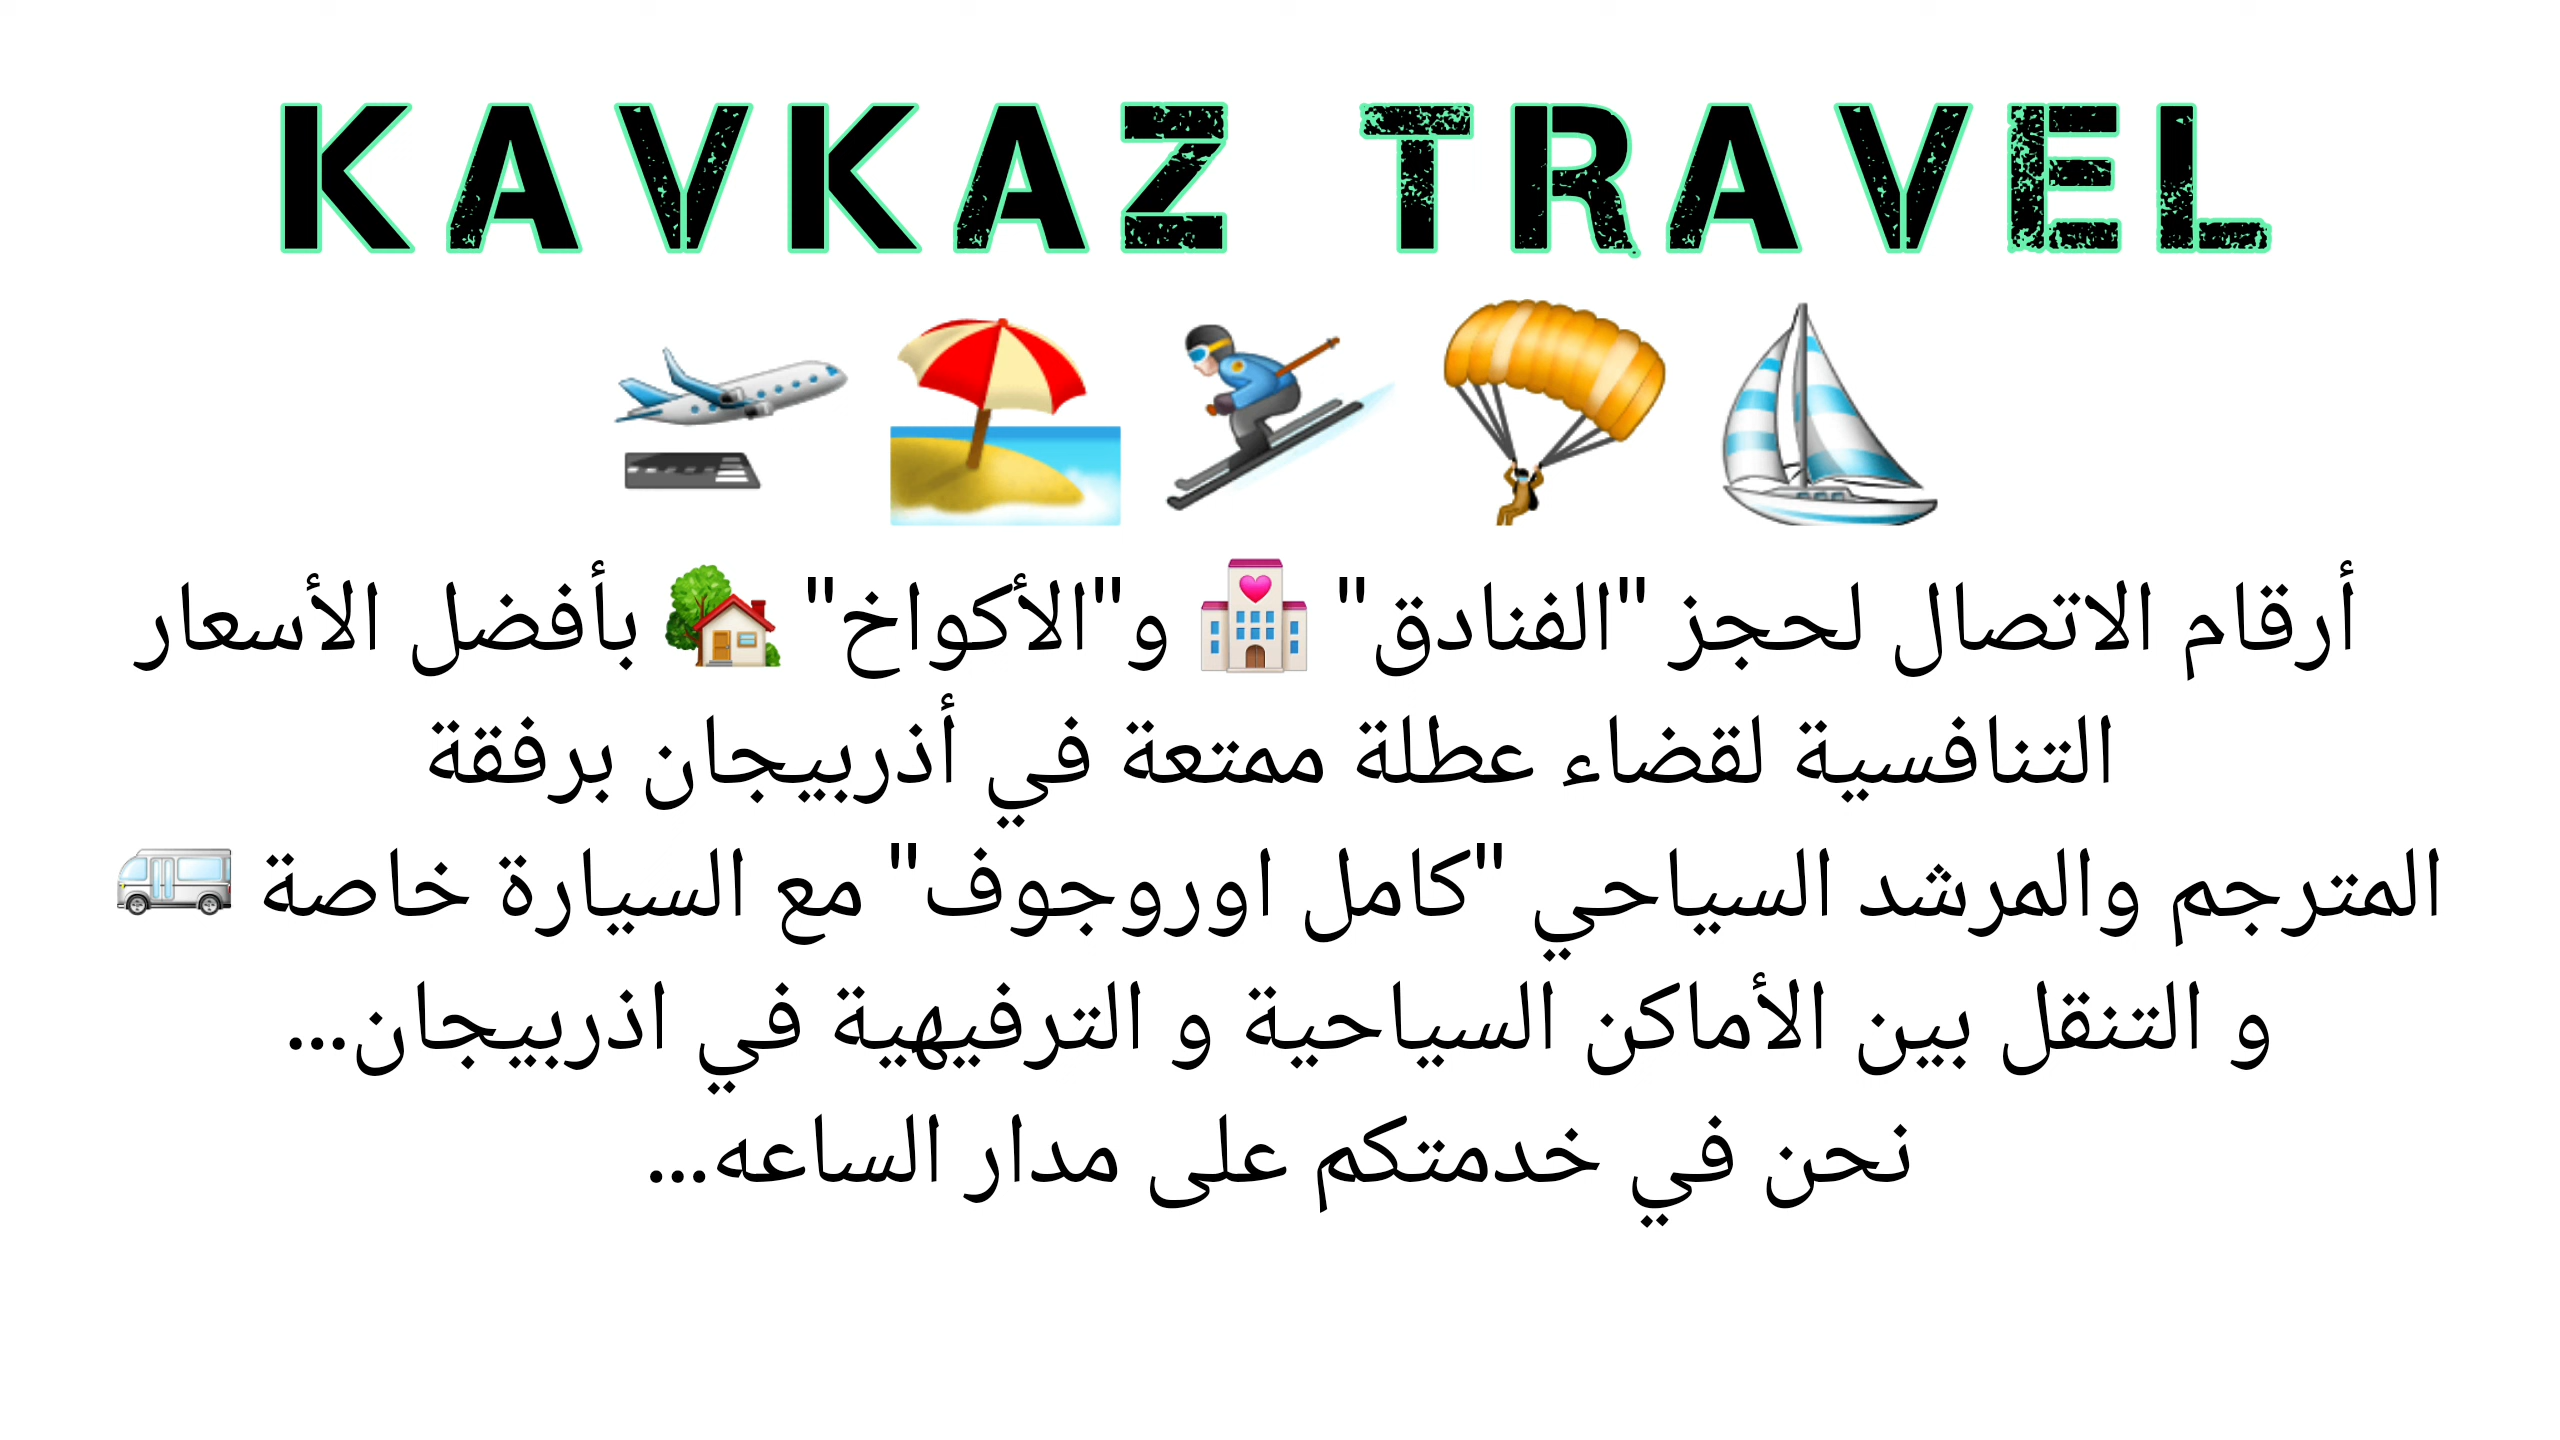 KAVKAZ TRAVEL
🛫🏖⛷🪂⛵
أرقام الاتصال لحجز "الفنادق" 🏩 و"الأكواخ" 🏡 بأفضل الأسعار
التنافسية لقضاء عطلة ممتعة في أذربيجان برفقة
المترجم والمرشد السياحي "كامل اوروجوف" مع السيارة خاصة 🚐
و التنقل بين الأماكن السياحية و الترفيهية في اذربيجان...
نحن في خدمتكم على مدار الساعه...